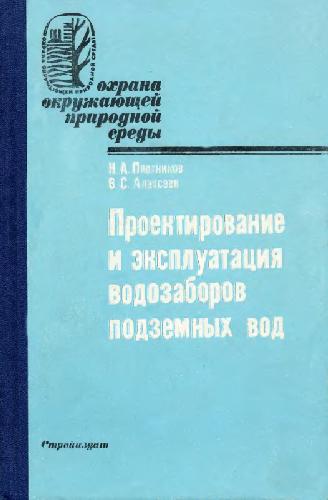 охрана
окружающей
природной
среды
Н. А. Плотников
В. С. Алексеев
Проектирование
и эксплуатация
водозаборов
подземных вод
Стройиздат